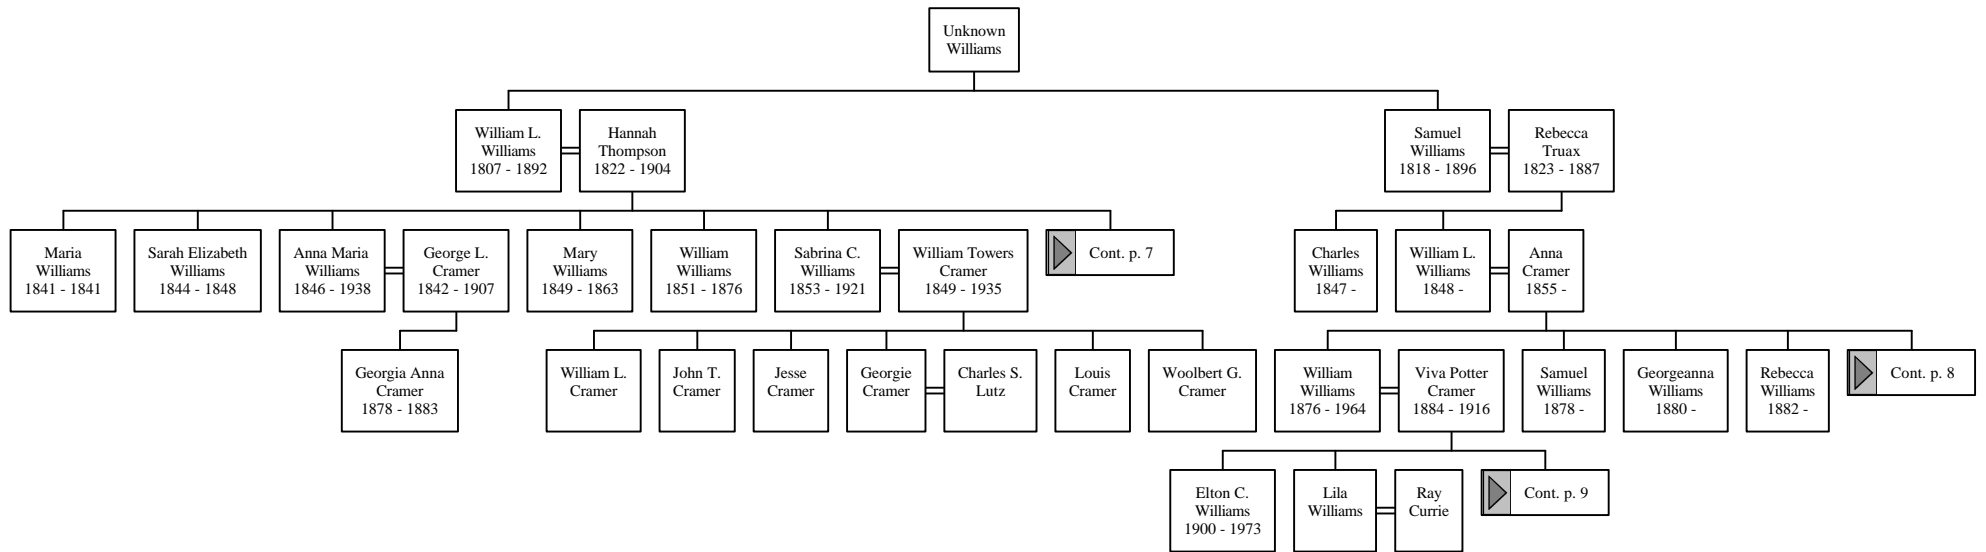 Unknown
Williams
William L.
Williams
1807 - 1892
Hannah
Thompson
1822 - 1904
Samuel
Williams
1818 - 1896
Rebecca
Truax
1823 - 1887
Maria
Williams
1841 - 1841
Sarah Elizabeth
Williams
1844 - 1848
Anna Maria
Williams
1846 - 1938
George L.
Cramer
1842 - 1907
Mary
Williams
1849 - 1863
William
Williams
1851 - 1876
Sabrina C.
Williams
1853 - 1921
William Towers
Cramer
1849 - 1935
Cont. p. 7
Charles
Williams
1847 -
William L.
Williams
1848 -
Anna
Cramer
1855 -
Georgia Anna
Cramer
1878 - 1883
William L.
Cramer
John T.
Cramer
Jesse
Cramer
Georgie
Cramer
Charles S.
Lutz
Louis
Cramer
Woolbert G.
Cramer
William
Williams
1876 - 1964
Viva Potter
Cramer
1884 - 1916
Samuel
Williams
1878 -
Georgeanna
Williams
1880 -
Rebecca
Williams
1882 -
Cont. p. 8
Elton C.
Williams
1900 - 1973
Lila
Williams
Ray
Currie
Cont. p. 9